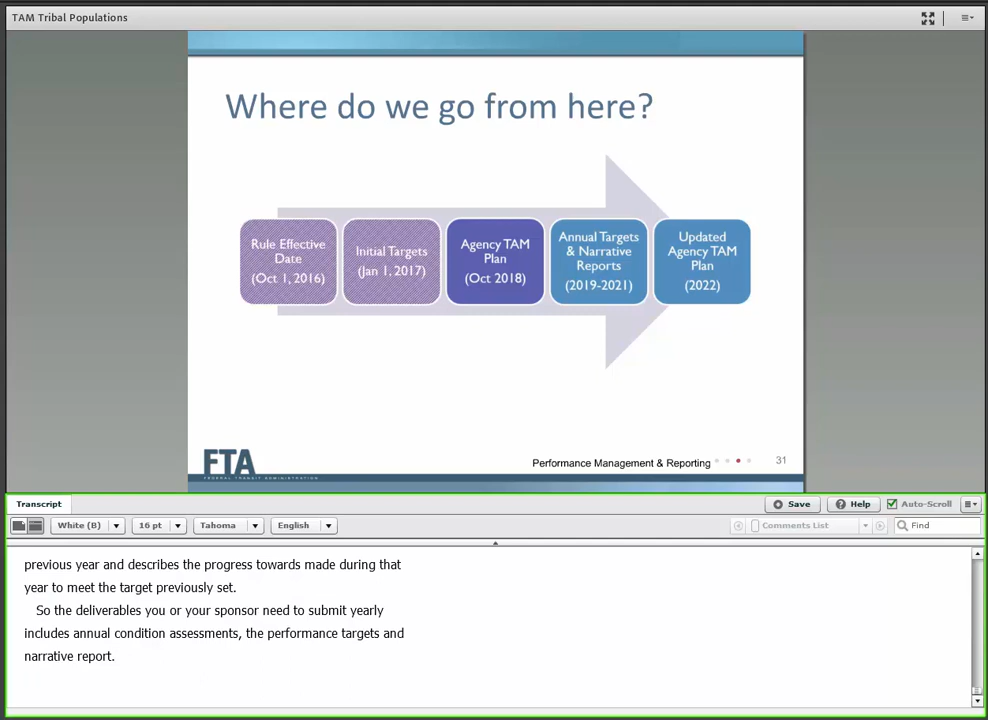 TAM Tribal Populations
Where do we go from here?
Rule Effective
Date
(Oct 1, 2016)
Initial Targets
(Jan 1, 2017)
Agency TAM
Plan
(Oct 2018)
Annual Targets
& Narrative
Reports
(2019-2021)
Updated
Agency TAM
Plan
(2022)
FTA
FEDERAL TRANSIT ADMINISTRATION
Performance Management & Reporting
31
Transcript
Save
Help
Auto-Scroll
White (B)
16 pt
Tahoma
English
Comments List
Find
previous year and describes the progress towards made during that
year to meet the target previously set.
So the deliverables you or your sponsor need to submit yearly
includes annual condition assessments, the performance targets and
narrative report.